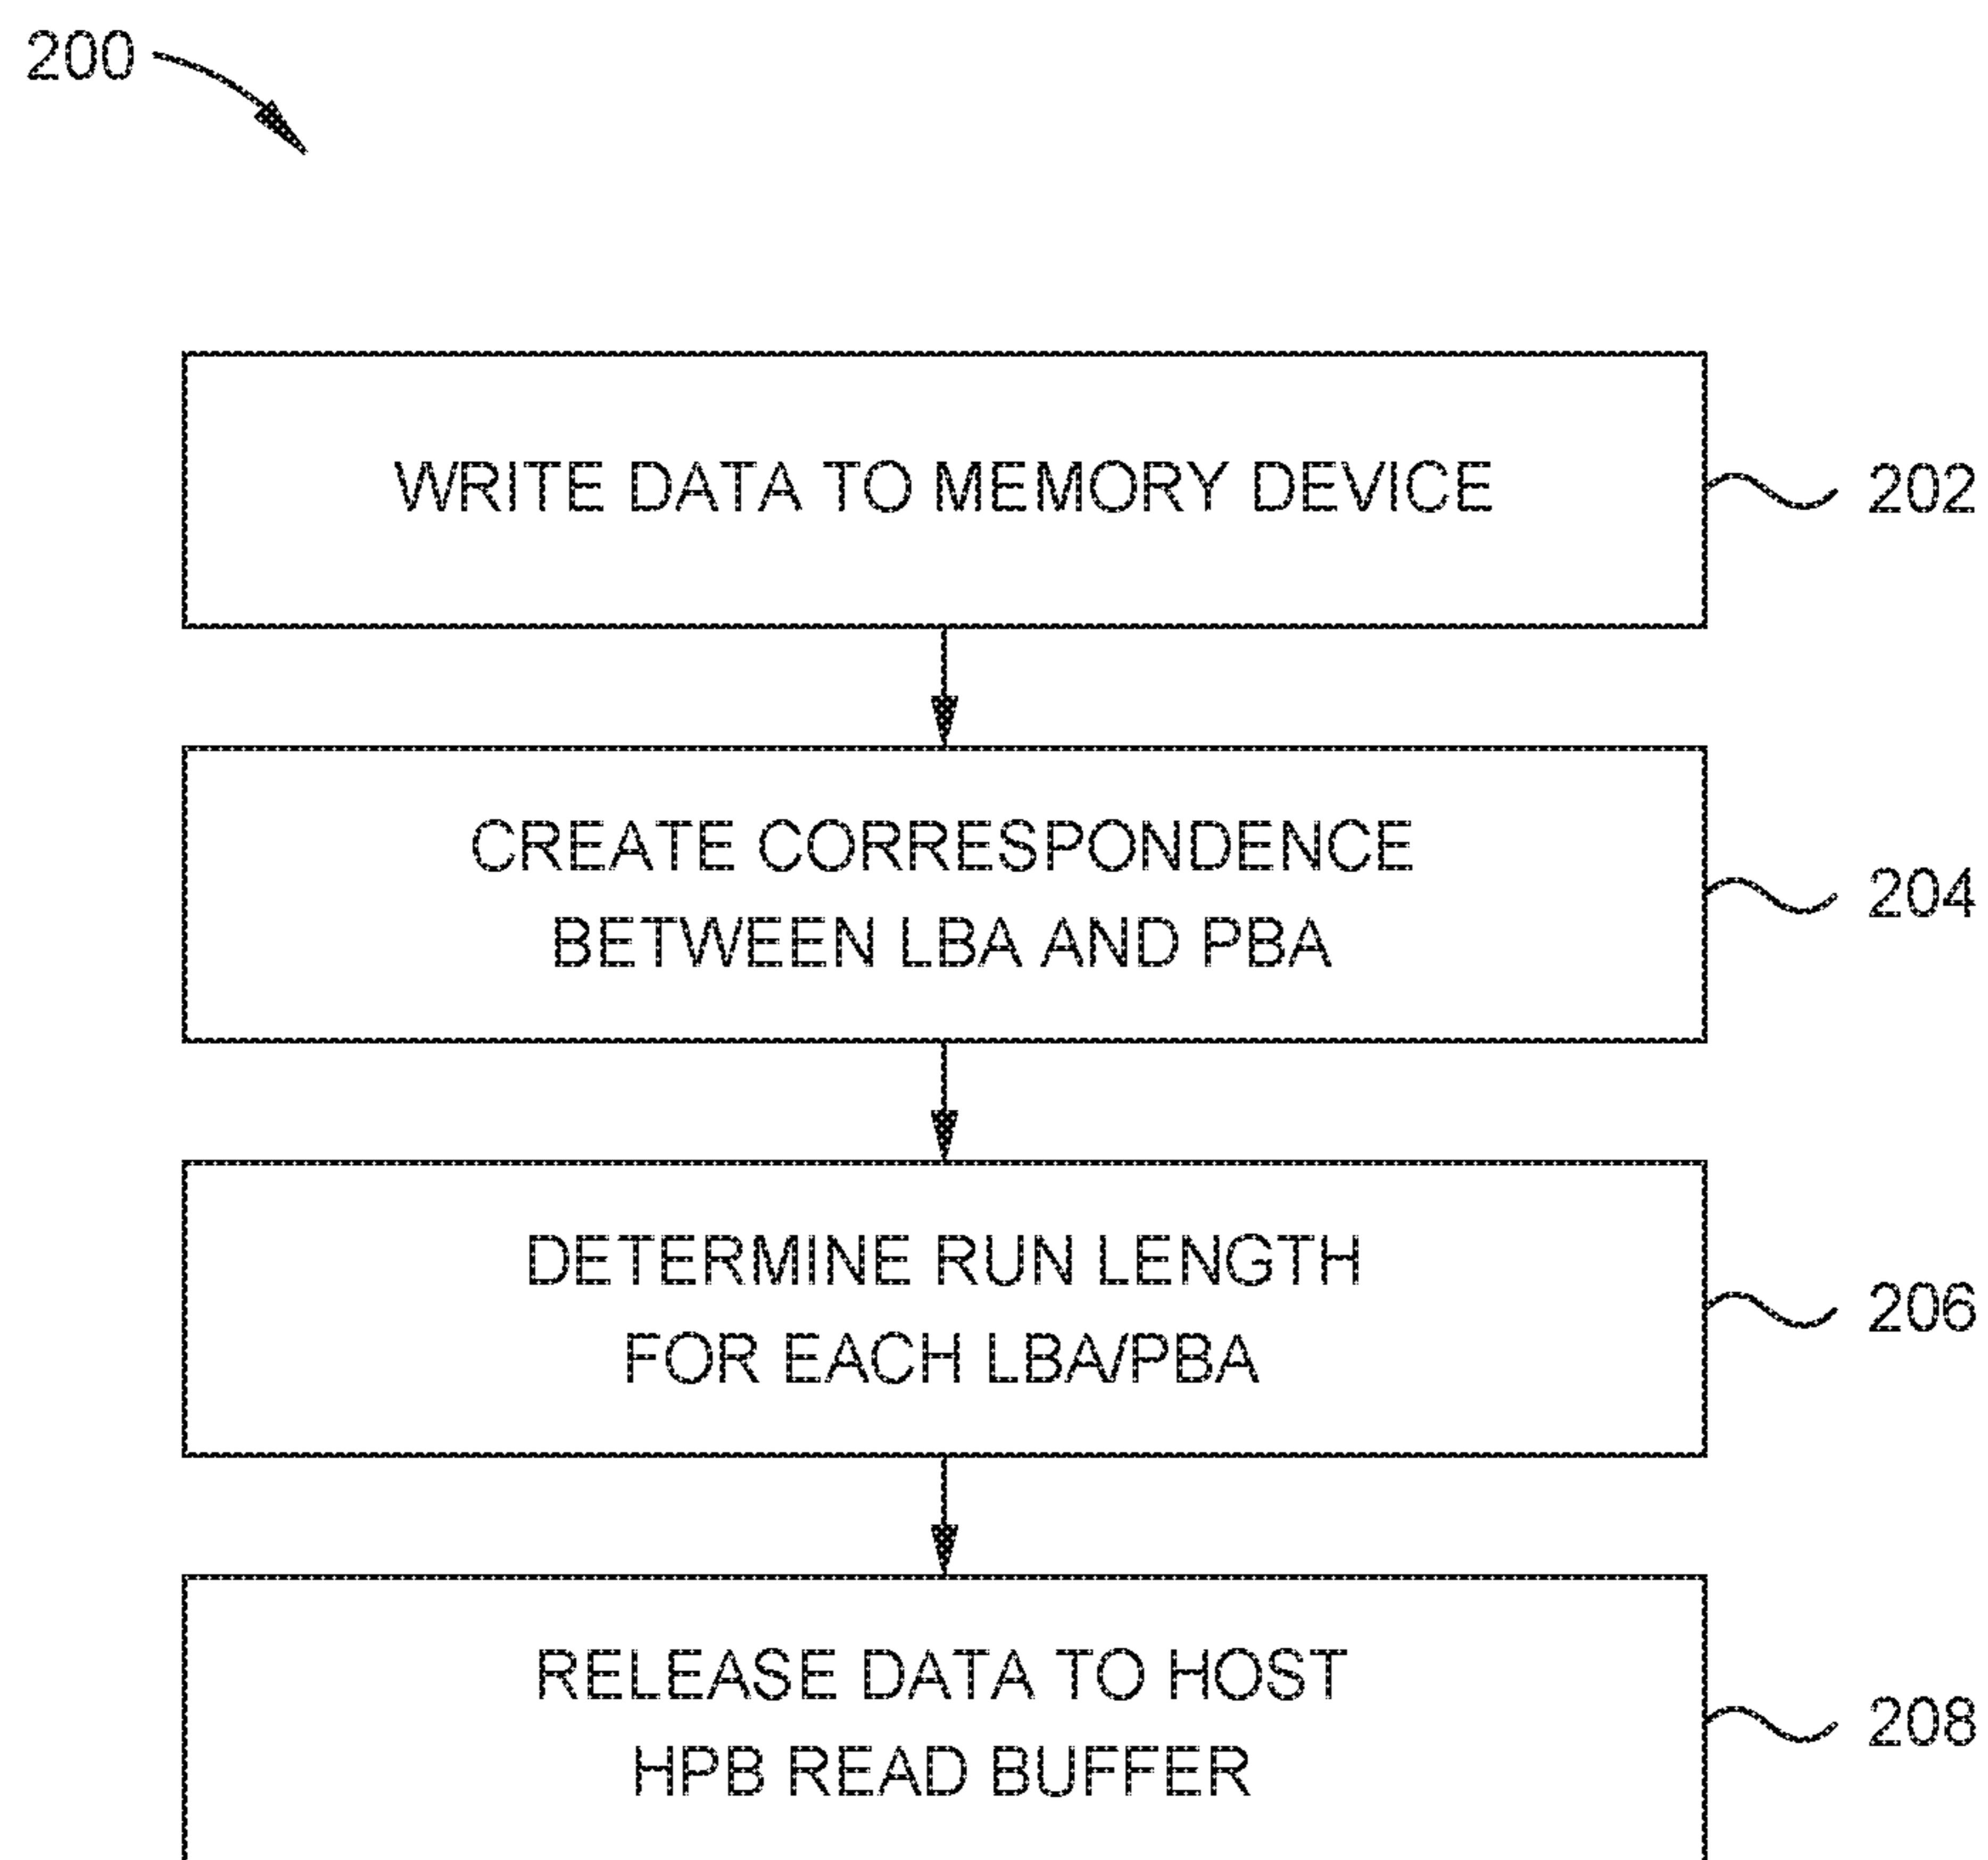 200
WRITE DATA TO MEMORY DEVICE
202
CREATE CORRESPONDENCE
BETWEEN LBA AND PBA
204
DETERMINE RUN LENGTH
FOR EACH LBA/PBA
206
RELEASE DATA TO HOST
HPB READ BUFFER
208